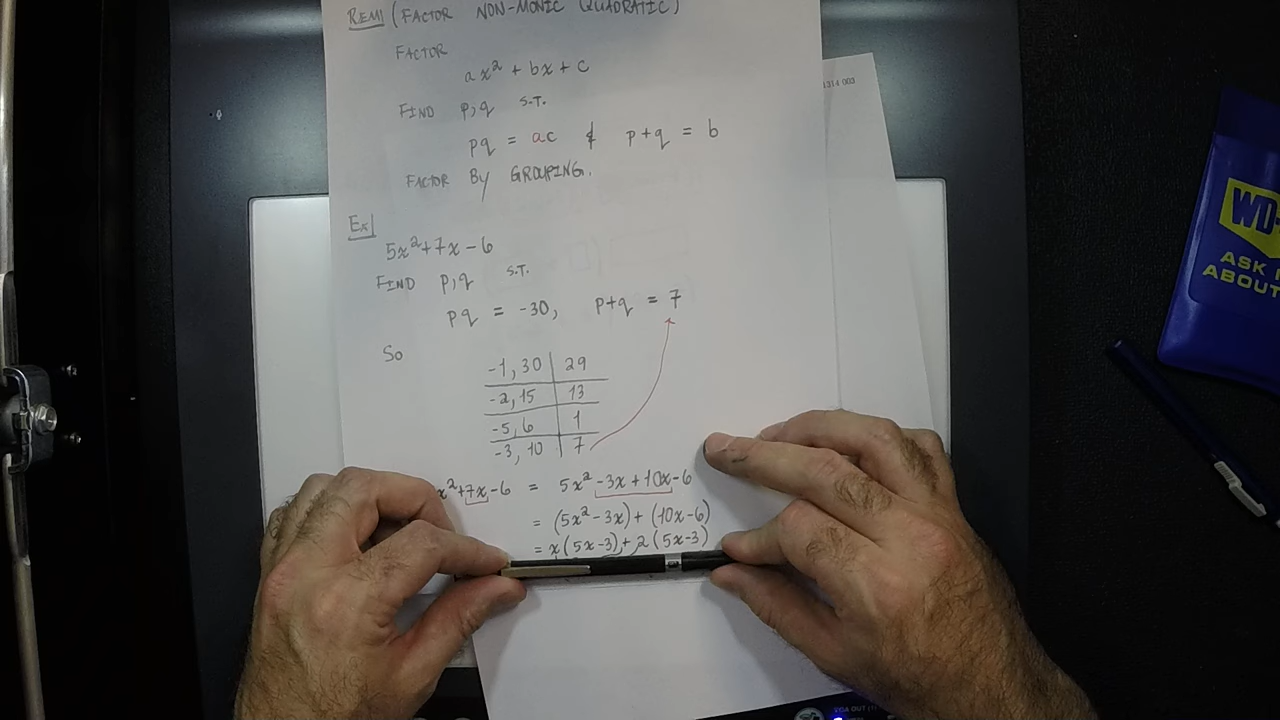 REM (FACTOR NON-MONIC QUADRATIC)
FACTOR
ax² + bx + c
FIND p,q S.T.
pq = ac & p+q = b
FACTOR BY GROUPING.
Ex
5x²+7x-6
FIND p,q S.T.
pq = -30, p+q = 7
So
-1, 30 | 29
-2, 15 | 13
-5, 6 | 1
-3, 10 | 7
x²+7x-6 = 5x²-3x+10x-6
= (5x²-3x)+(10x-6)
= x(5x-3)+2(5x-3)
1314 003
WD-
ASK
ABOUT